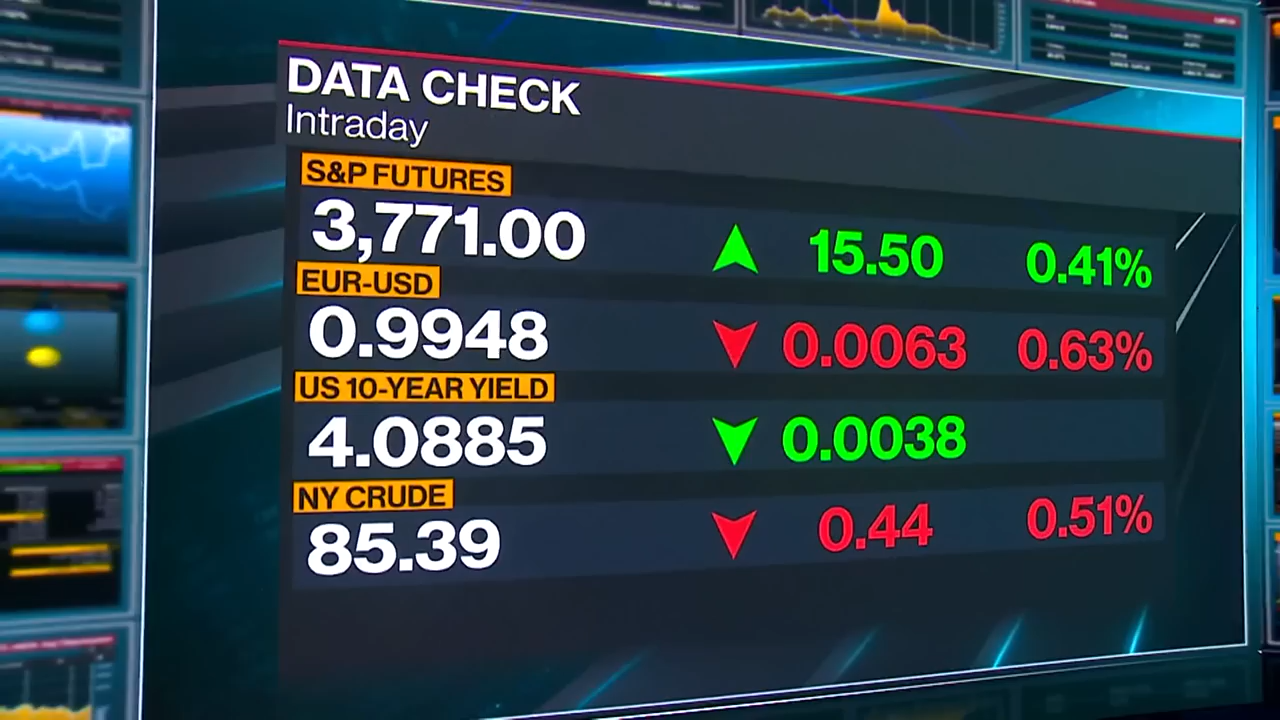 DATA CHECK
Intraday
S&P FUTURES
3,771.00 15.50 0.41%
EUR-USD
0.9948 0.0063 0.63%
US 10-YEAR YIELD
4.0885 0.0038
NY CRUDE
85.39 0.44 0.51%